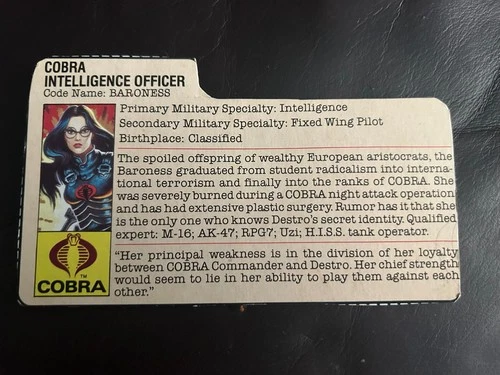 COBRA
INTELLIGENCE OFFICER
Code Name: BARONESS
Primary Military Specialty: Intelligence
Secondary Military Specialty: Fixed Wing Pilot
Birthplace: Classified
The spoiled offspring of wealthy European aristocrats, the
Baroness graduated from student radicalism into interna-
tional terrorism and finally into the ranks of COBRA. She
was severely burned during a COBRA night attack operation
and has had extensive plastic surgery. Rumor has it that she
is the only one who knows Destro's secret identity. Qualified
expert: M-16; AK-47; RPG7; Uzi; H.I.S.S. tank operator.
"Her principal weakness is in the division of her loyalty
between COBRA Commander and Destro. Her chief strength
would seem to lie in her ability to play them against each
other."
TM
COBRA